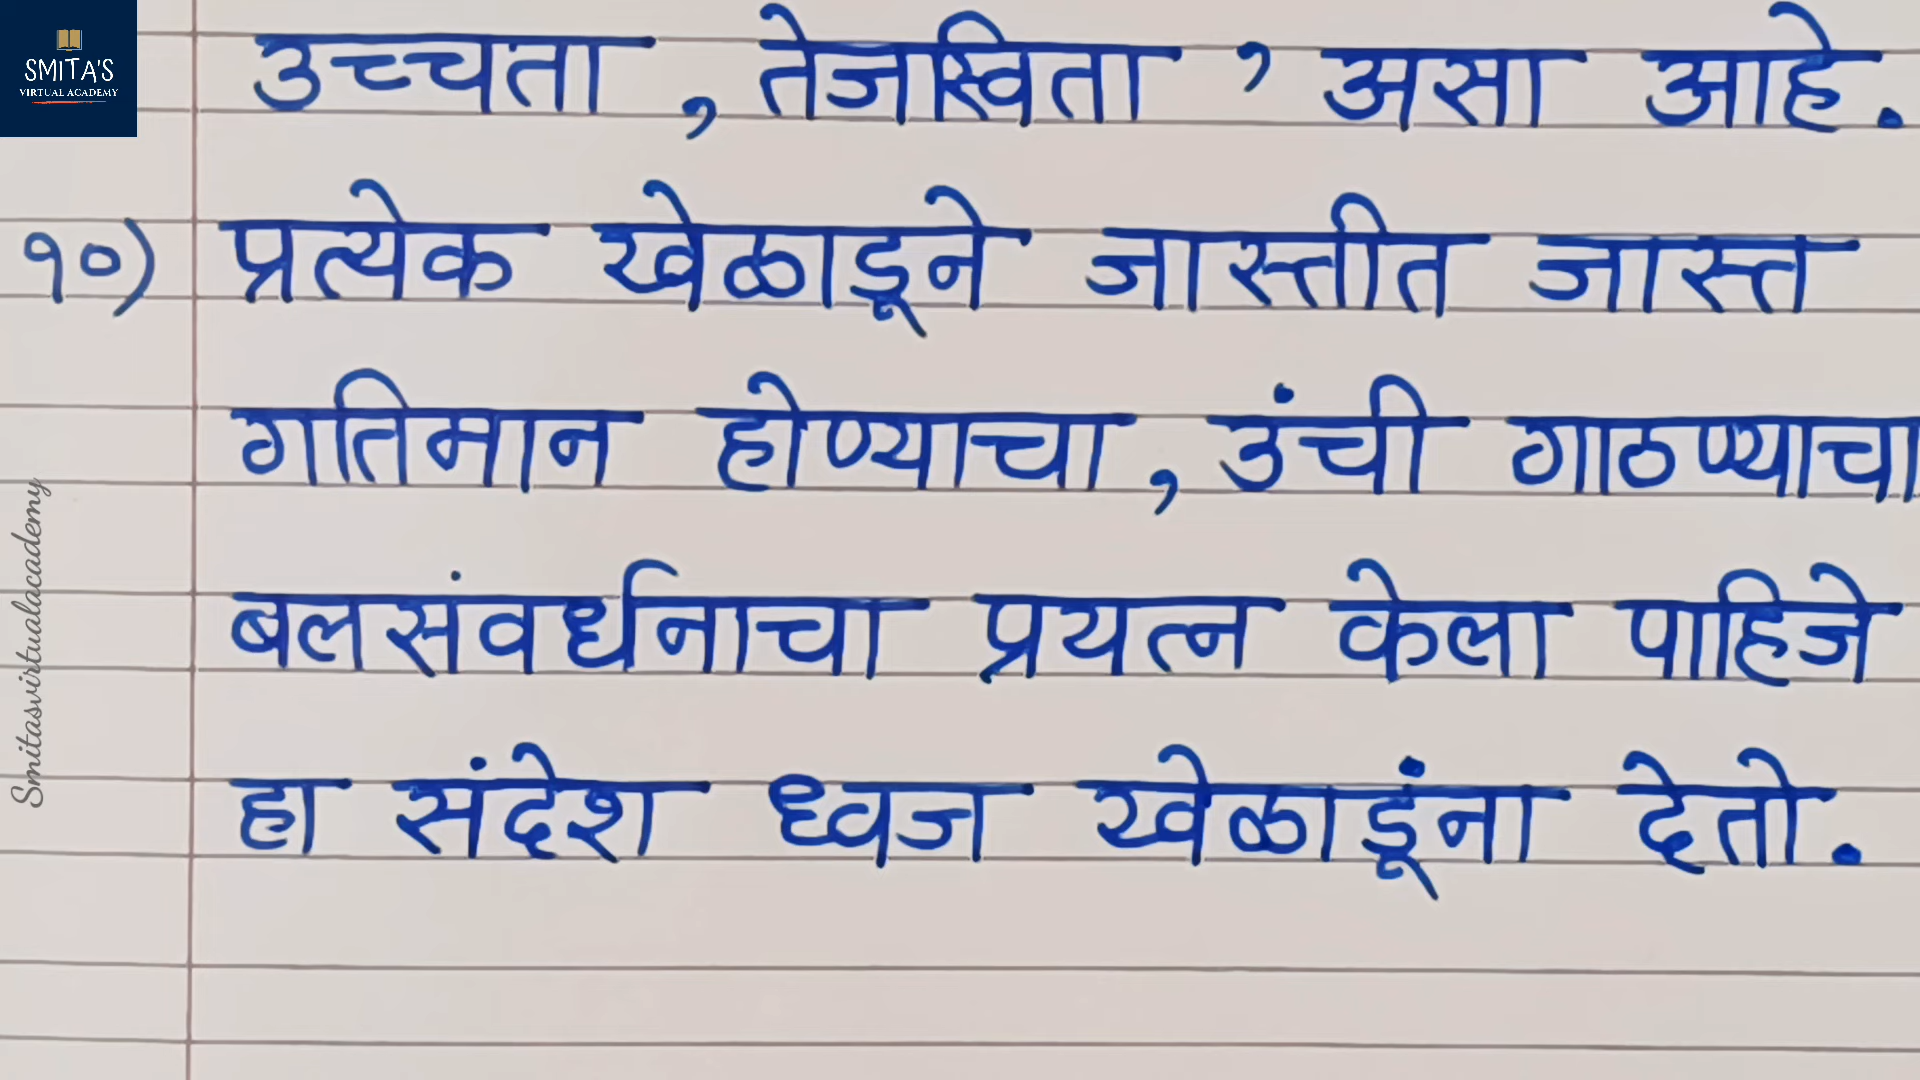 SMITA'S
VIRTUAL ACADEMY
उच्चता , तेजस्विता ’ असा आहे.
१०) प्रत्येक खेळाडूने जास्तीत जास्त
गतिमान होण्याचा , उंची गाठण्याचा
बलसंवर्धनाचा प्रयत्न केला पाहिजे
हा संदेश ध्वज खेळाडूंना देतो.
Smitasvirtualacademy